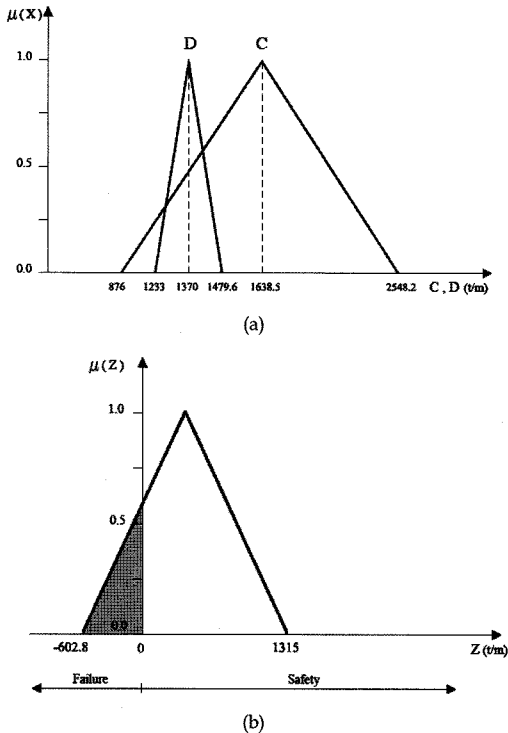 μ(X)
D C
1.0
0.5
0.0
876 1233 1370 1479.6 1638.5 2548.2 C , D (t/m)
(a)
μ(Z)
1.0
0.5
0.0
-602.8 0 1315 Z (t/m)
Failure Safety
(b)